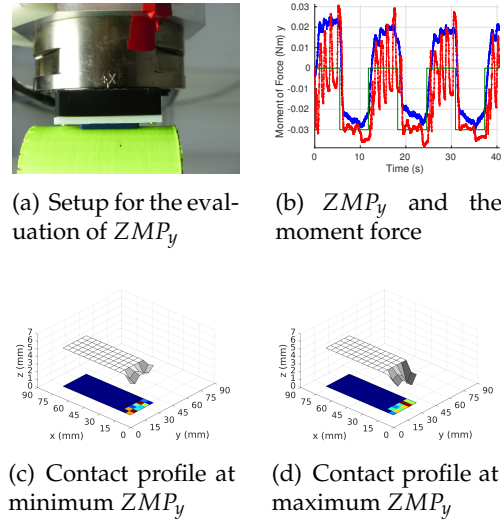 X
Moment of Force (Nm) y
0.03
0.02
0.01
0
-0.01
-0.02
-0.03
0 10 20 30 40
Time (s)
(a) Setup for the eval-
uation of ZMPy
(b) ZMPy and the
moment force
z (mm)
7
6
5
4
3
2
1
0
90 75 60 45 30 15 0
x (mm)
0 15 30 45 60 75 90
y (mm)
z (mm)
7
6
5
4
3
2
1
0
90 75 60 45 30 15 0
x (mm)
0 15 30 45 60 75 90
y (mm)
(c) Contact profile at
minimum ZMPy
(d) Contact profile at
maximum ZMPy